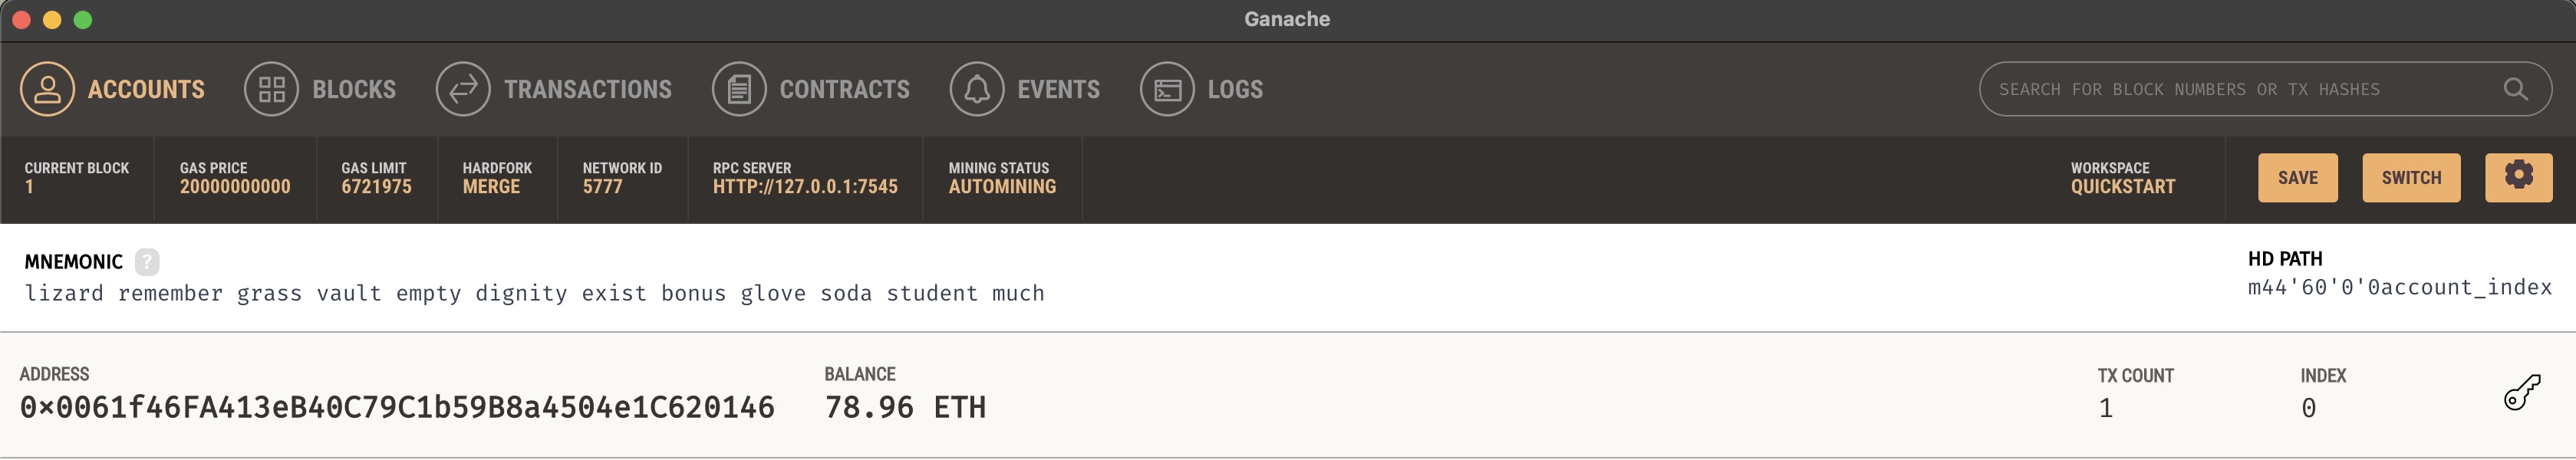 Ganache
ACCOUNTS BLOCKS TRANSACTIONS CONTRACTS EVENTS LOGS SEARCH FOR BLOCK NUMBERS OR TX HASHES
CURRENT BLOCK GAS PRICE GAS LIMIT HARDFORK NETWORK ID RPC SERVER MINING STATUS WORKSPACE
1 20000000000 6721975 MERGE 5777 HTTP://127.0.0.1:7545 AUTOMINING QUICKSTART SAVE SWITCH
MNEMONIC ? HD PATH
lizard remember grass vault empty dignity exist bonus glove soda student much m44'60'0'0account_index
ADDRESS BALANCE TX COUNT INDEX
0×0061f46FA413eB40C79C1b59B8a4504e1C620146 78.96 ETH 1 0